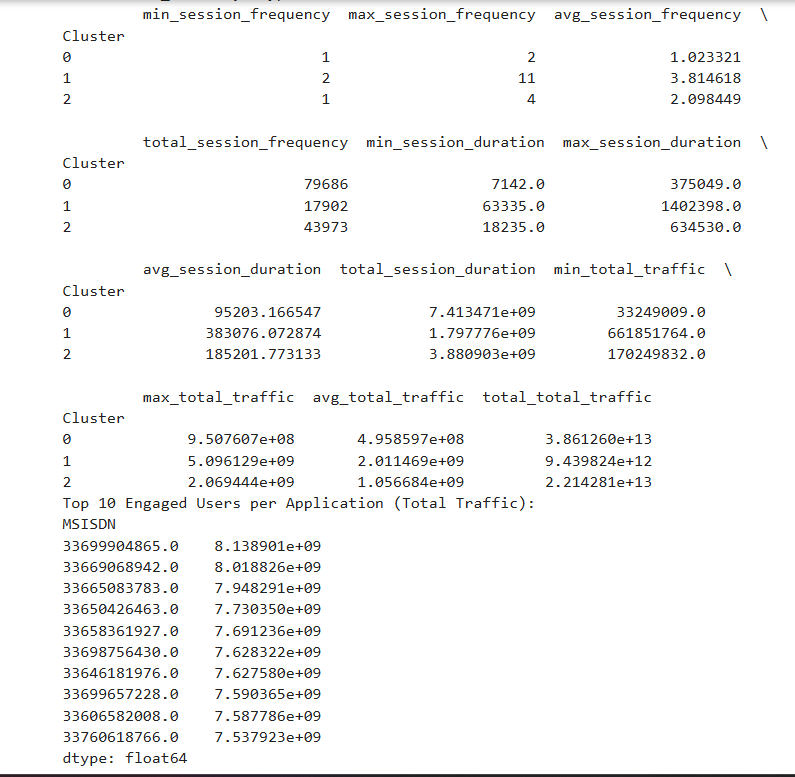 min_session_frequency  max_session_frequency  avg_session_frequency  \
Cluster
0                            1                      2               1.023321
1                            2                     11               3.814618
2                            1                      4               2.098449
total_session_frequency  min_session_duration  max_session_duration  \
Cluster
0                          79686                7142.0              375049.0
1                          17902               63335.0             1402398.0
2                          43973               18235.0              634530.0
avg_session_duration  total_session_duration  min_total_traffic  \
Cluster
0                95203.166547            7.413471e+09         33249009.0
1               383076.072874            1.797776e+09        661851764.0
2               185201.773133            3.880903e+09        170249832.0
max_total_traffic  avg_total_traffic  total_total_traffic
Cluster
0             9.507607e+08       4.958597e+08         3.861260e+13
1             5.096129e+09       2.011469e+09         9.439824e+12
2             2.069444e+09       1.056684e+09         2.214281e+13
Top 10 Engaged Users per Application (Total Traffic):
MSISDN
33699904865.0    8.138901e+09
33669068942.0    8.018826e+09
33665083783.0    7.948291e+09
33650426463.0    7.730350e+09
33658361927.0    7.691236e+09
33698756430.0    7.628322e+09
33646181976.0    7.627580e+09
33699657228.0    7.590365e+09
33606582008.0    7.587786e+09
33760618766.0    7.537923e+09
dtype: float64